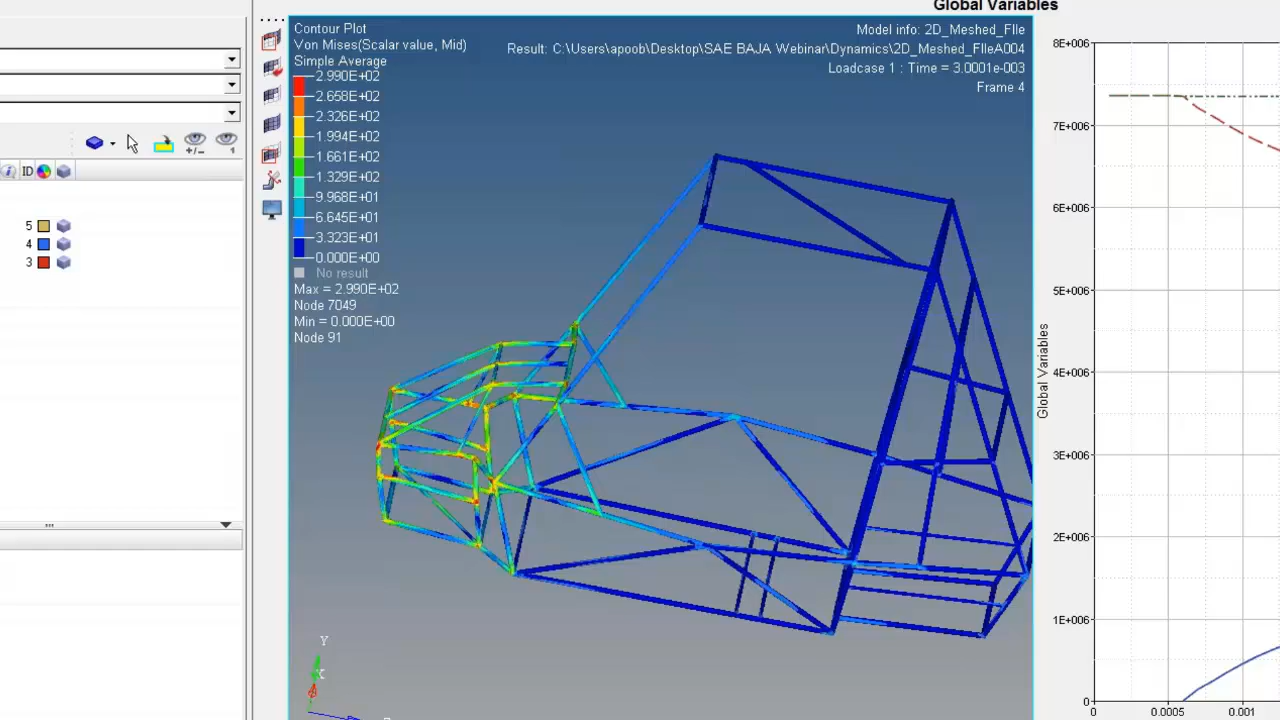 Global Variables
Contour Plot
Von Mises(Scalar value, Mid)
Simple Average
2.990E+02
2.658E+02
2.326E+02
1.994E+02
1.661E+02
1.329E+02
9.968E+01
6.645E+01
3.323E+01
0.000E+00
No result
Max = 2.990E+02
Node 7049
Min = 0.000E+00
Node 91
Model info: 2D_Meshed_FIle
Result: C:\Users\apoob\Desktop\SAE BAJA Webinar\Dynamics\2D_Meshed_FIleA004
Loadcase 1 : Time = 3.0001e-003
Frame 4
ID
5
4
3
Y
X
Global Variables
8E+006
7E+006
6E+006
5E+006
4E+006
3E+006
2E+006
1E+006
0
0
0.0005
0.001